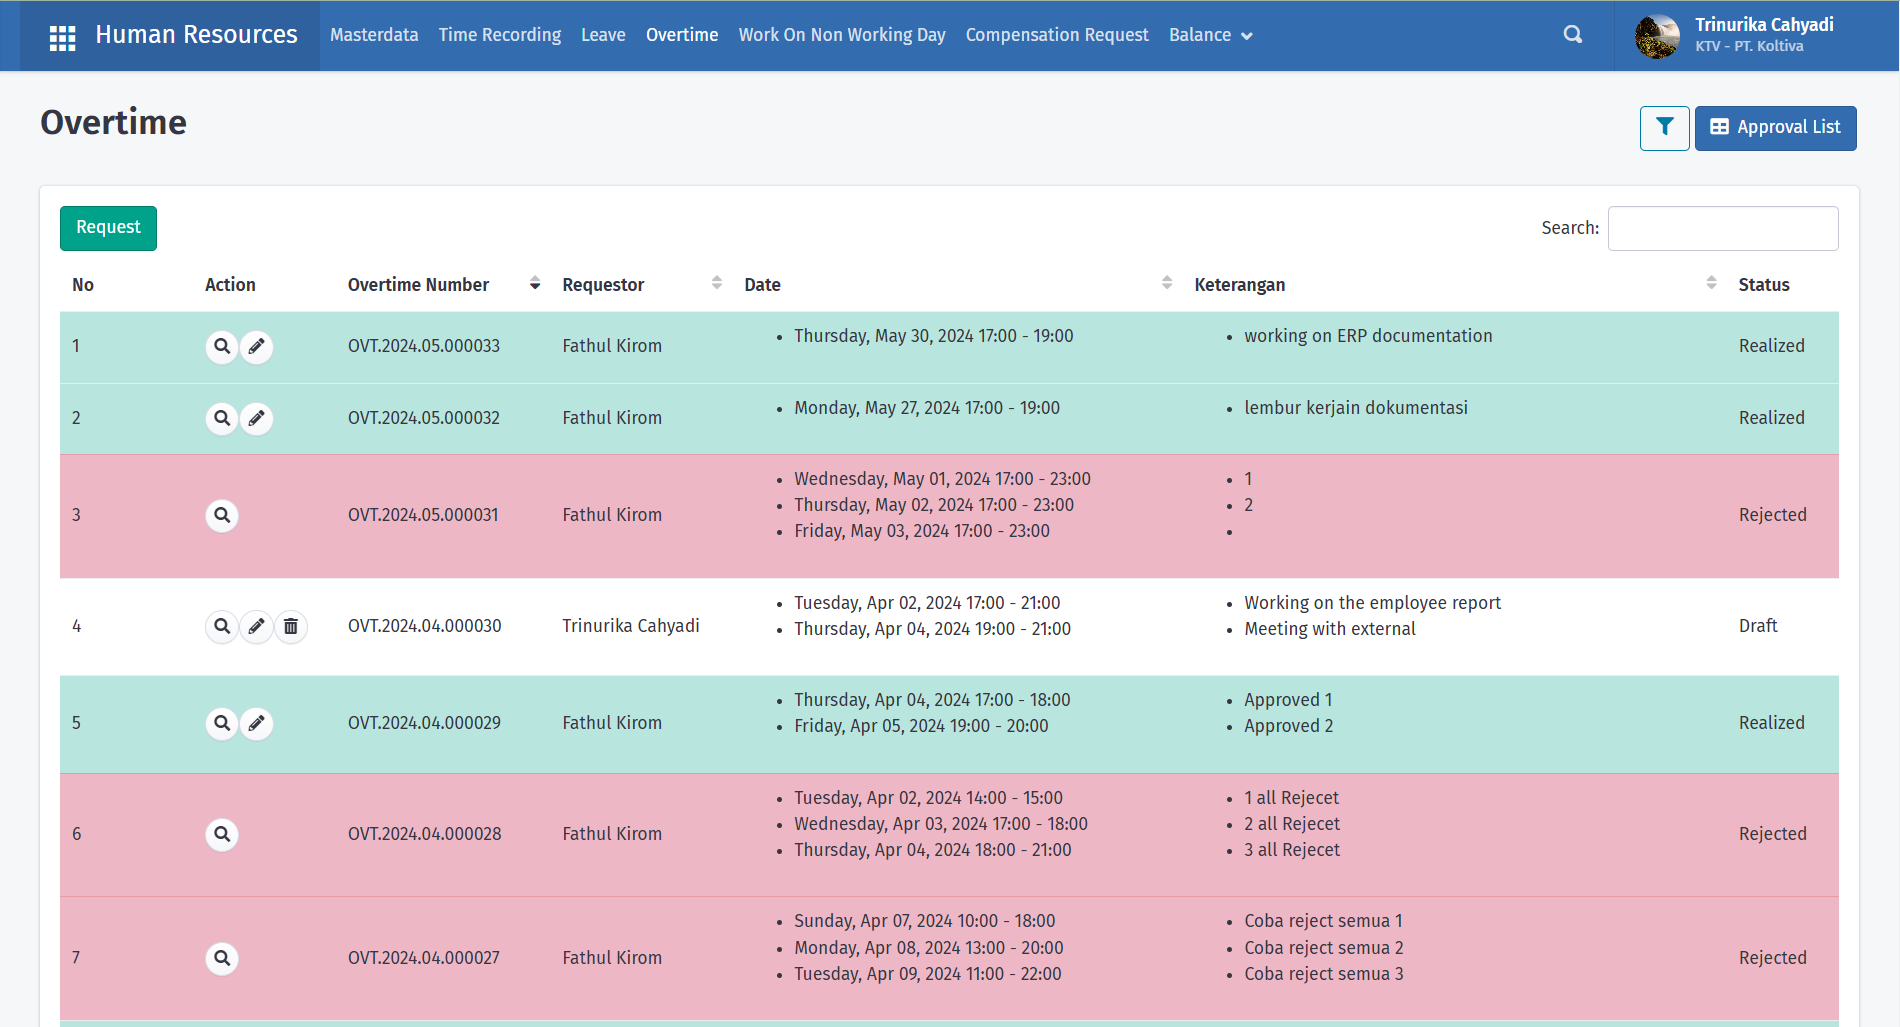 Human Resources Masterdata Time Recording Leave Overtime Work On Non Working Day Compensation Request Balance
Trinurika Cahyadi
KTV - PT. Koltiva
Overtime
Approval List
Request
Search:
No Action Overtime Number Requestor Date Keterangan Status
1 OVT.2024.05.000033 Fathul Kirom Thursday, May 30, 2024 17:00 - 19:00 working on ERP documentation Realized
2 OVT.2024.05.000032 Fathul Kirom Monday, May 27, 2024 17:00 - 19:00 lembur kerjain dokumentasi Realized
Wednesday, May 01, 2024 17:00 - 23:00 1
Thursday, May 02, 2024 17:00 - 23:00 2
3 OVT.2024.05.000031 Fathul Kirom Rejected
Friday, May 03, 2024 17:00 - 23:00
Tuesday, Apr 02, 2024 17:00 - 21:00 Working on the employee report
4 OVT.2024.04.000030 Trinurika Cahyadi Draft
Thursday, Apr 04, 2024 19:00 - 21:00 Meeting with external
Thursday, Apr 04, 2024 17:00 - 18:00 Approved 1
5 OVT.2024.04.000029 Fathul Kirom Realized
Friday, Apr 05, 2024 19:00 - 20:00 Approved 2
Tuesday, Apr 02, 2024 14:00 - 15:00 1 all Rejecet
Wednesday, Apr 03, 2024 17:00 - 18:00 2 all Rejecet
6 OVT.2024.04.000028 Fathul Kirom Rejected
Thursday, Apr 04, 2024 18:00 - 21:00 3 all Rejecet
Sunday, Apr 07, 2024 10:00 - 18:00 Coba reject semua 1
Monday, Apr 08, 2024 13:00 - 20:00 Coba reject semua 2
7 OVT.2024.04.000027 Fathul Kirom Rejected
Tuesday, Apr 09, 2024 11:00 - 22:00 Coba reject semua 3